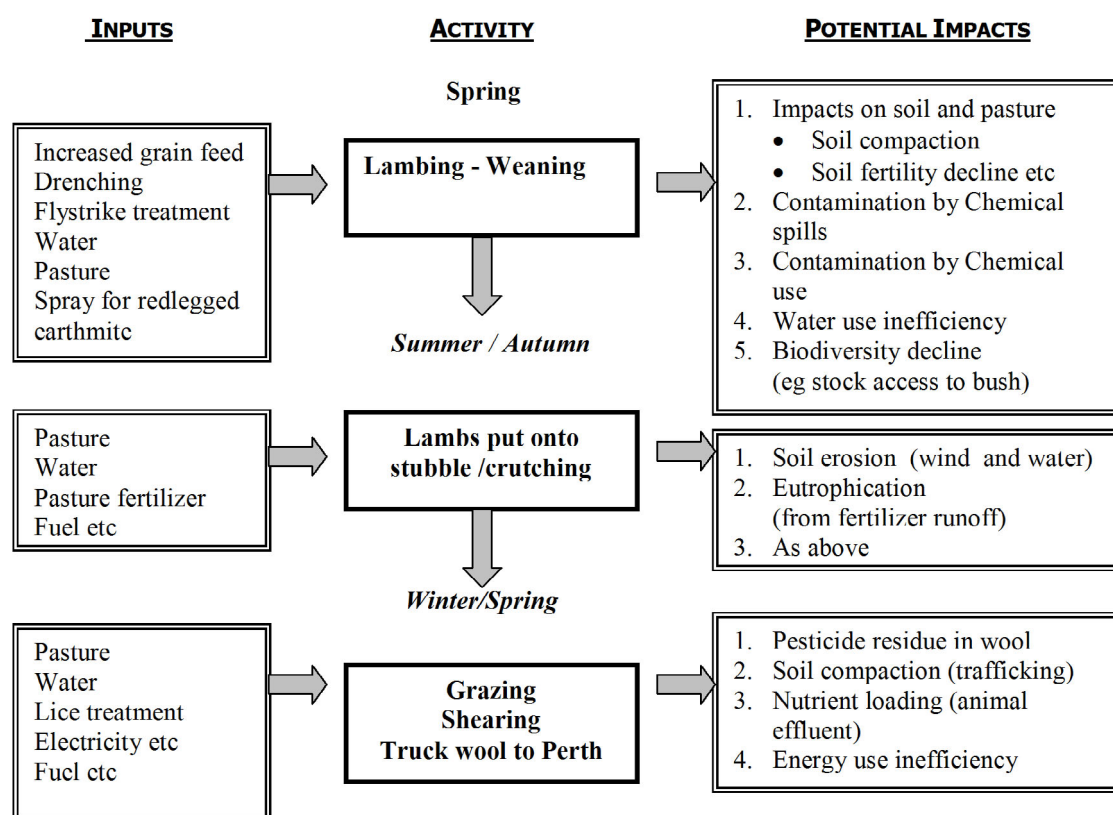 INPUTS
ACTIVITY
POTENTIAL IMPACTS
Spring
Increased grain feed
Drenching
Flystrike treatment
Water
Pasture
Spray for redlegged
earthmite
Lambing - Weaning
1. Impacts on soil and pasture
• Soil compaction
• Soil fertility decline etc
2. Contamination by Chemical
spills
3. Contamination by Chemical
use
4. Water use inefficiency
5. Biodiversity decline
(eg stock access to bush)
Summer / Autumn
Pasture
Water
Pasture fertilizer
Fuel etc
Lambs put onto
stubble /crutching
1. Soil erosion (wind and water)
2. Eutrophication
(from fertilizer runoff)
3. As above
Winter/Spring
Pasture
Water
Lice treatment
Electricity etc
Fuel etc
Grazing
Shearing
Truck wool to Perth
1. Pesticide residue in wool
2. Soil compaction (trafficking)
3. Nutrient loading (animal
effluent)
4. Energy use inefficiency